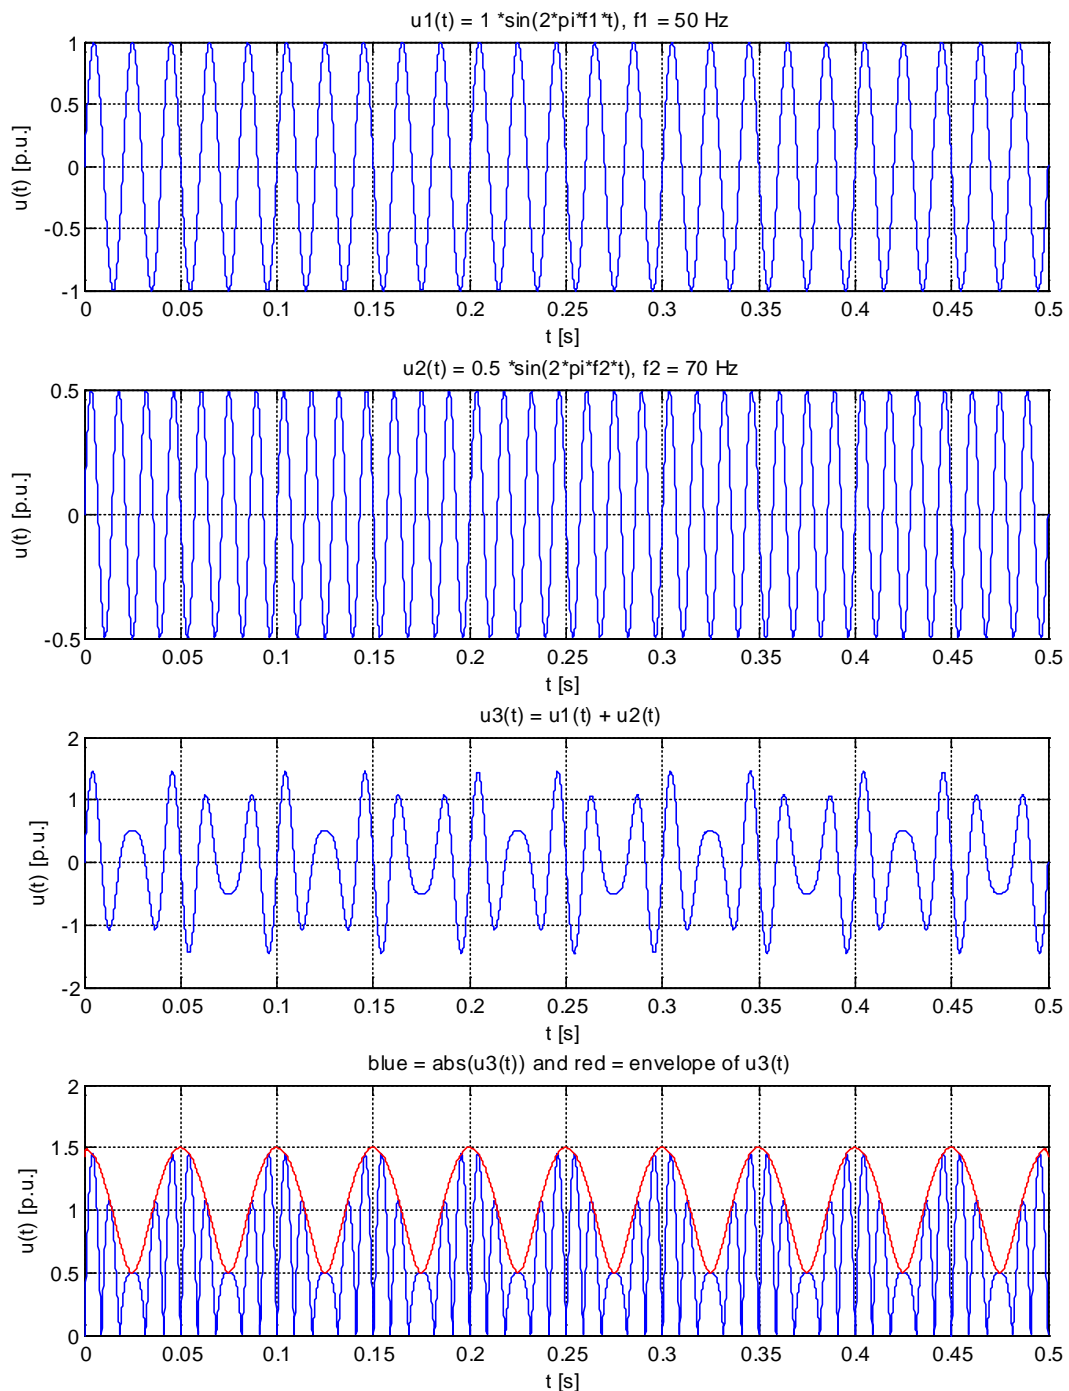 u1(t) = 1 *sin(2*pi*f1*t), f1 = 50 Hz
1
0.5
0
-0.5
-1
u(t) [p.u.]
0 0.05 0.1 0.15 0.2 0.25 0.3 0.35 0.4 0.45 0.5
t [s]
u2(t) = 0.5 *sin(2*pi*f2*t), f2 = 70 Hz
0.5
0
-0.5
u(t) [p.u.]
0 0.05 0.1 0.15 0.2 0.25 0.3 0.35 0.4 0.45 0.5
t [s]
u3(t) = u1(t) + u2(t)
2
1
0
-1
-2
u(t) [p.u.]
0 0.05 0.1 0.15 0.2 0.25 0.3 0.35 0.4 0.45 0.5
t [s]
blue = abs(u3(t)) and red = envelope of u3(t)
2
1.5
1
0.5
0
u(t) [p.u.]
0 0.05 0.1 0.15 0.2 0.25 0.3 0.35 0.4 0.45 0.5
t [s]